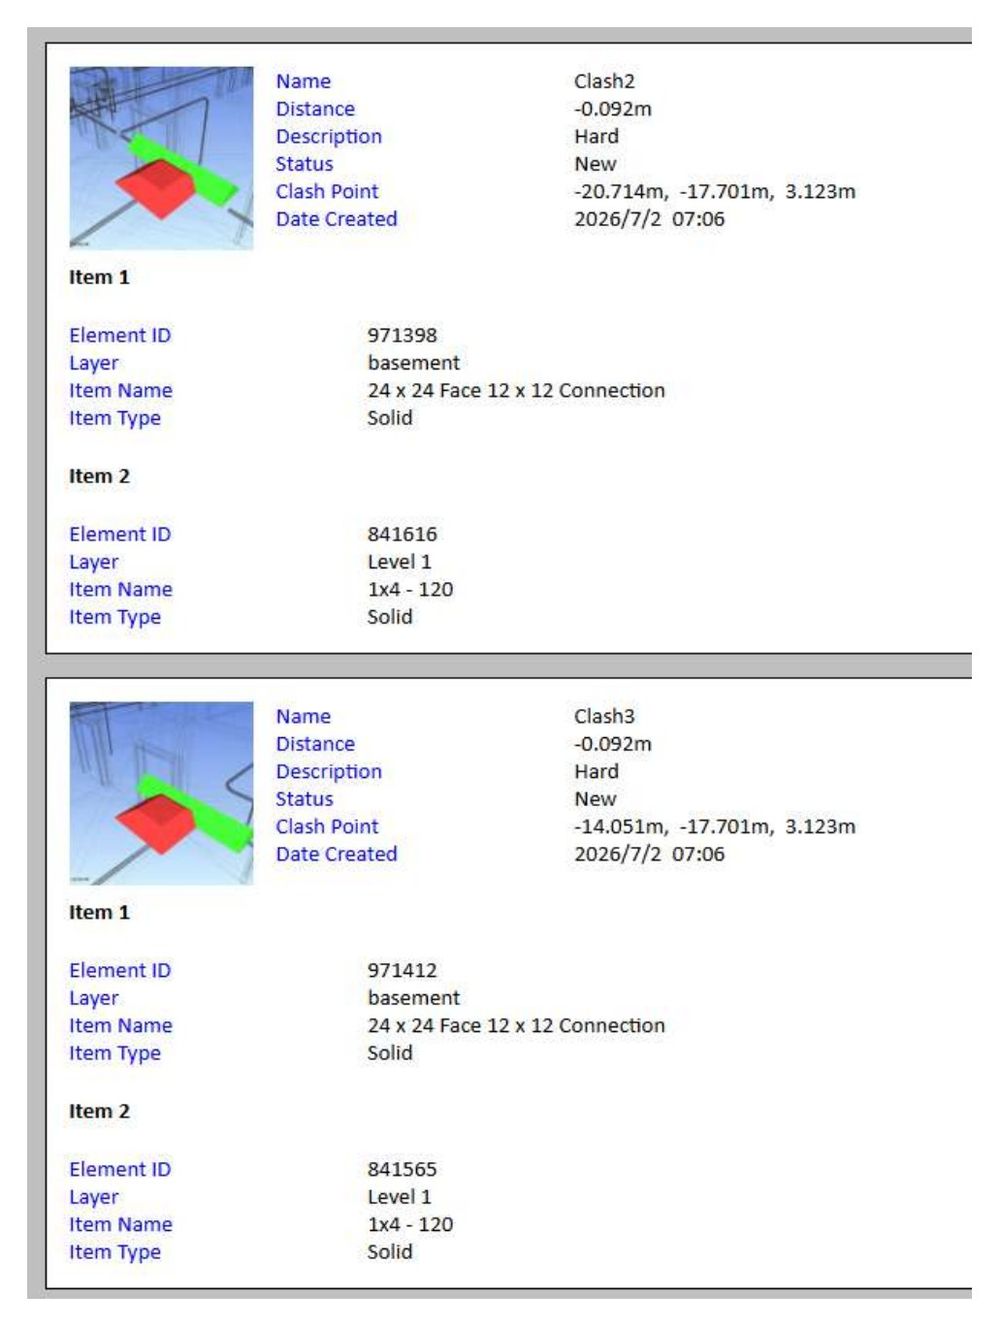 Name Clash2
Distance -0.092m
Description Hard
Status New
Clash Point -20.714m, -17.701m, 3.123m
Date Created 2026/7/2 07:06
Item 1
Element ID 971398
Layer basement
Item Name 24 x 24 Face 12 x 12 Connection
Item Type Solid
Item 2
Element ID 841616
Layer Level 1
Item Name 1x4 - 120
Item Type Solid
Name Clash3
Distance -0.092m
Description Hard
Status New
Clash Point -14.051m, -17.701m, 3.123m
Date Created 2026/7/2 07:06
Item 1
Element ID 971412
Layer basement
Item Name 24 x 24 Face 12 x 12 Connection
Item Type Solid
Item 2
Element ID 841565
Layer Level 1
Item Name 1x4 - 120
Item Type Solid